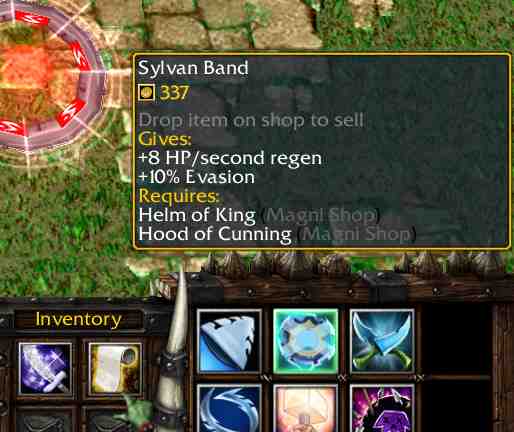 Sylvan Band
337
Drop item on shop to sell
Gives:
+8 HP/second regen
+10% Evasion
Requires:
Helm of King (Magni Shop)
Hood of Cunning (Magni Shop)
Inventory